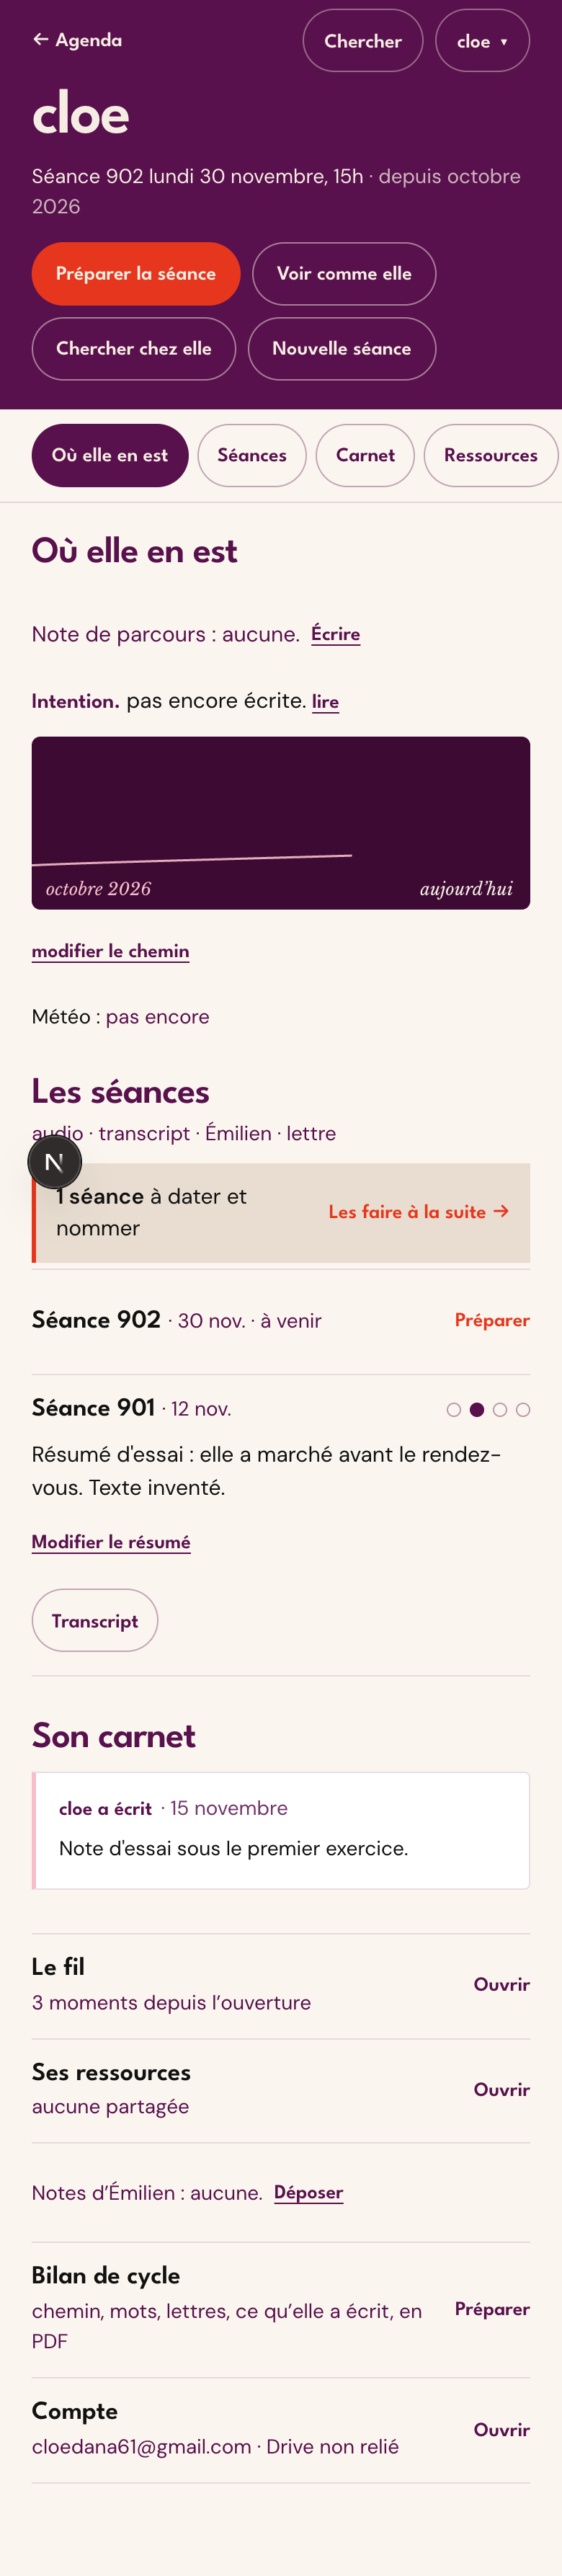 ← Agenda
Chercher
cloe ▾
cloe
Séance 902 lundi 30 novembre, 15h · depuis octobre
2026
Préparer la séance
Voir comme elle
Chercher chez elle
Nouvelle séance
Où elle en est
Séances
Carnet
Ressources
Où elle en est
Note de parcours : aucune. Écrire
Intention. pas encore écrite. lire
octobre 2026
aujourd’hui
modifier le chemin
Météo : pas encore
Les séances
audio · transcript · Émilien · lettre
N
1 séance à dater et
nommer
Les faire à la suite →
Séance 902 · 30 nov. · à venir
Préparer
Séance 901 · 12 nov.
Résumé d'essai : elle a marché avant le rendez-
vous. Texte inventé.
Modifier le résumé
Transcript
Son carnet
cloe a écrit · 15 novembre
Note d'essai sous le premier exercice.
Le fil
3 moments depuis l’ouverture
Ouvrir
Ses ressources
aucune partagée
Ouvrir
Notes d’Émilien : aucune. Déposer
Bilan de cycle
chemin, mots, lettres, ce qu’elle a écrit, en
PDF
Préparer
Compte
cloedana61@gmail.com · Drive non relié
Ouvrir